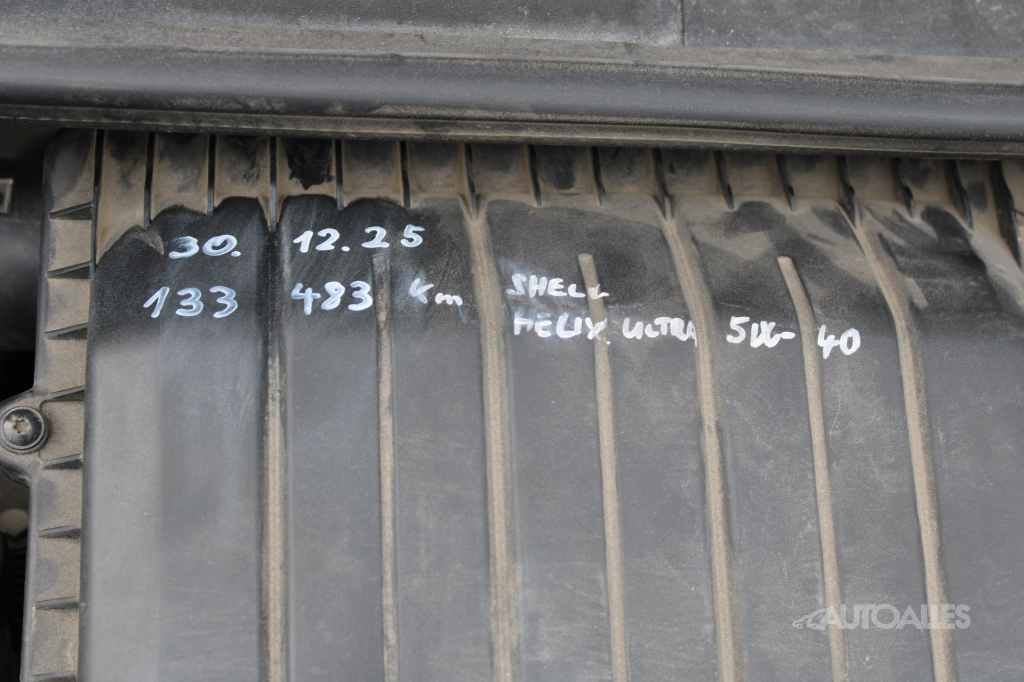 30. 12.25
133 483 Km
SHELL
HELIX ULTRA 5W-40
AUTOALLES